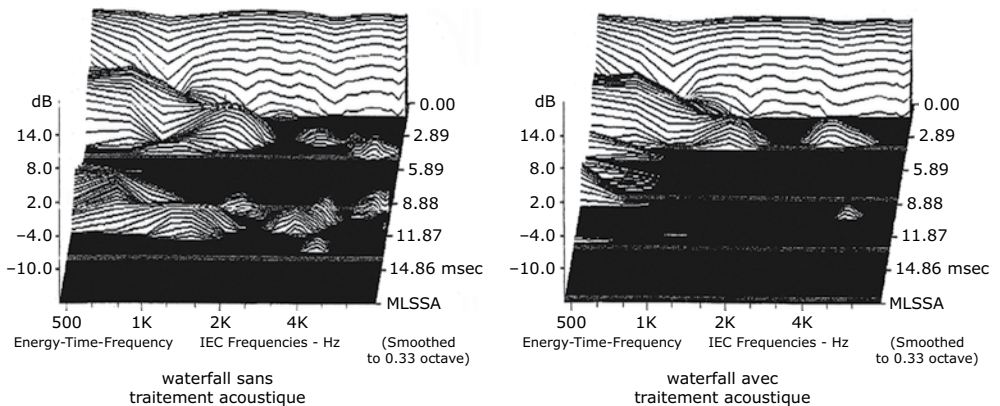 dB
14.0
8.0
2.0
–4.0
–10.0
0.00
2.89
5.89
8.88
11.87
14.86 msec
MLSSA
500 1K 2K 4K
Energy-Time-Frequency IEC Frequencies - Hz (Smoothed
to 0.33 octave)
waterfall sans
traitement acoustique
dB
14.0
8.0
2.0
–4.0
–10.0
0.00
2.89
5.89
8.88
11.87
14.86 msec
MLSSA
500 1K 2K 4K
Energy-Time-Frequency IEC Frequencies - Hz (Smoothed
to 0.33 octave)
waterfall avec
traitement acoustique